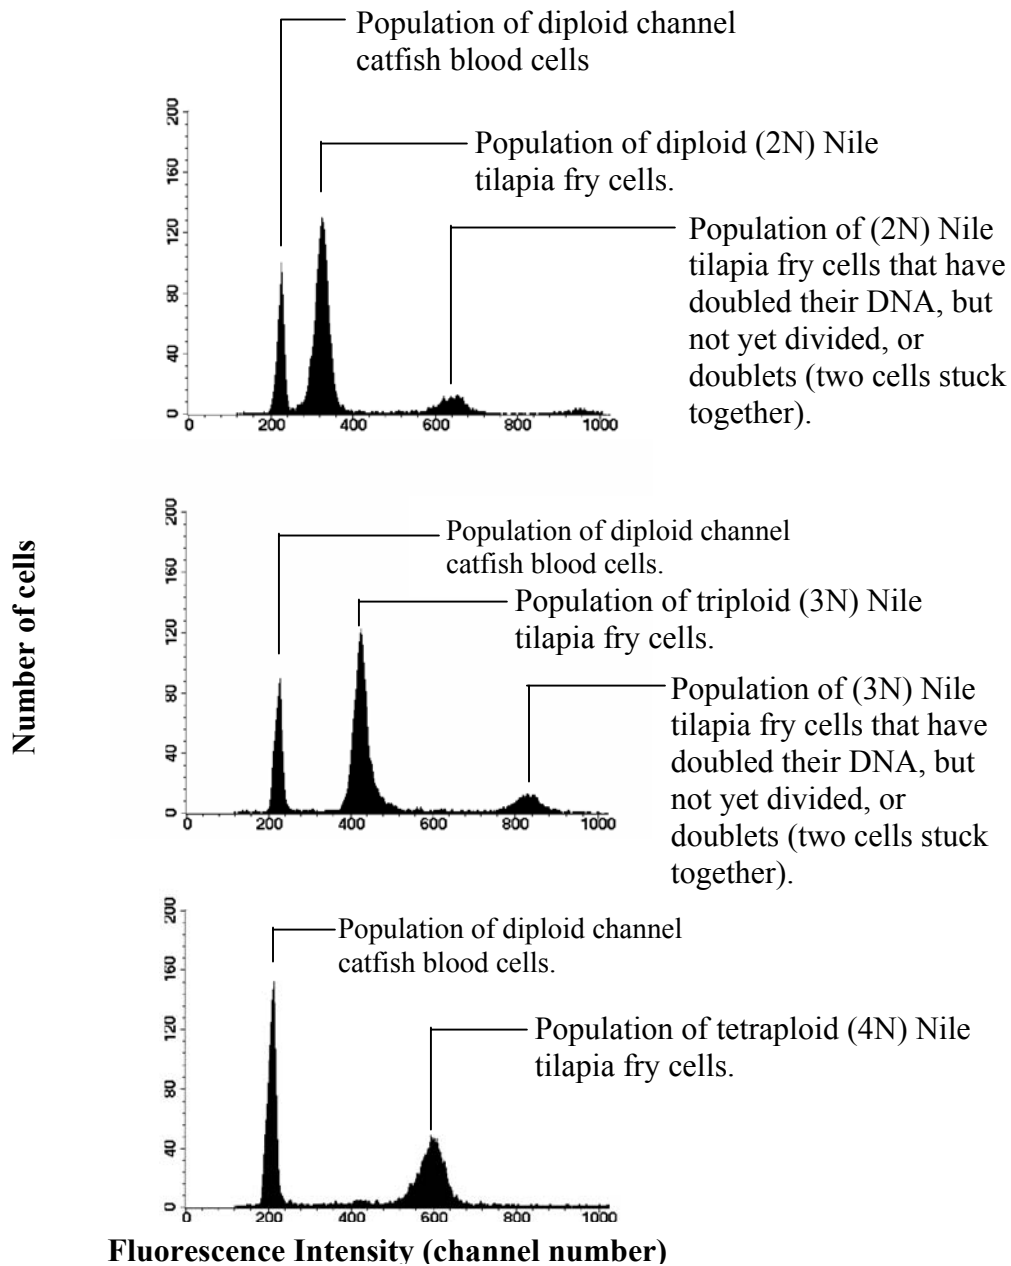 Population of diploid channel
catfish blood cells
200
160
120
80
40
0
Population of diploid (2N) Nile
tilapia fry cells.
Population of (2N) Nile
tilapia fry cells that have
doubled their DNA, but
not yet divided, or
doublets (two cells stuck
together).
0 200 400 600 800 1000
Number of cells
200
160
120
80
40
0
Population of diploid channel
catfish blood cells.
Population of triploid (3N) Nile
tilapia fry cells.
Population of (3N) Nile
tilapia fry cells that have
doubled their DNA, but
not yet divided, or
doublets (two cells stuck
together).
0 200 400 600 800 1000
200
160
120
80
40
0
Population of diploid channel
catfish blood cells.
Population of tetraploid (4N) Nile
tilapia fry cells.
0 200 400 600 800 1000
Fluorescence Intensity (channel number)